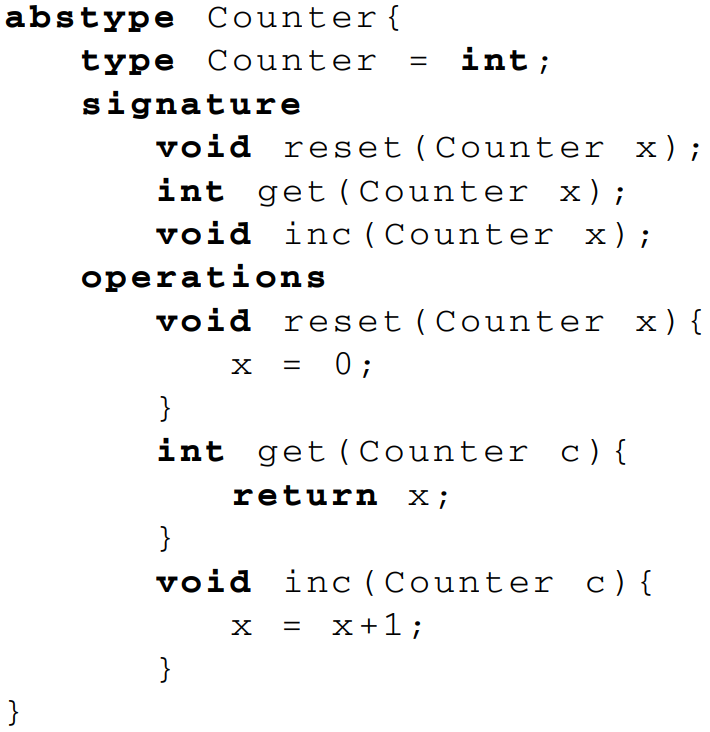 abstype Counter{
    type Counter = int;
    signature
        void reset(Counter x);
        int get(Counter x);
        void inc(Counter x);
    operations
        void reset(Counter x){
            x = 0;
        }
        int get(Counter c){
            return x;
        }
        void inc(Counter c){
            x = x+1;
        }
}